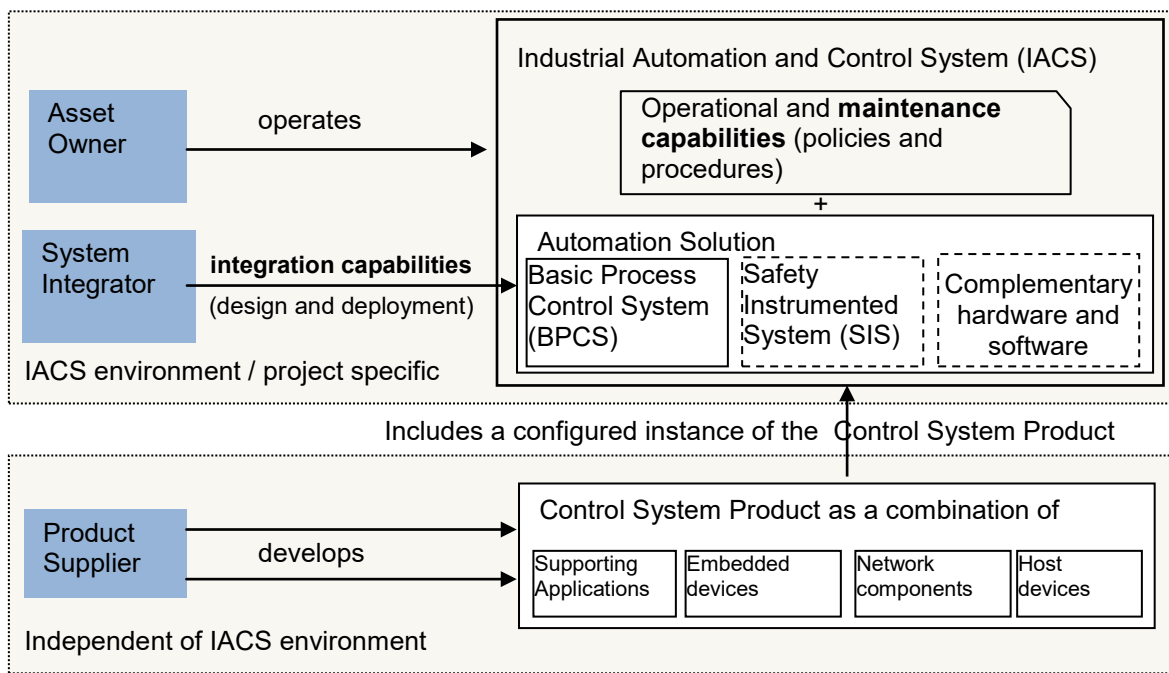 Industrial Automation and Control System (IACS)
Operational and maintenance
capabilities (policies and
procedures)
+
Asset
Owner
operates
System
Integrator
integration capabilities
(design and deployment)
Automation Solution
Basic Process
Control System
(BPCS)
Safety
Instrumented
System (SIS)
Complementary
hardware and
software
IACS environment / project specific
Includes a configured instance of the Control System Product
Product
Supplier
develops
Control System Product as a combination of
Supporting
Applications
Embedded
devices
Network
components
Host
devices
Independent of IACS environment